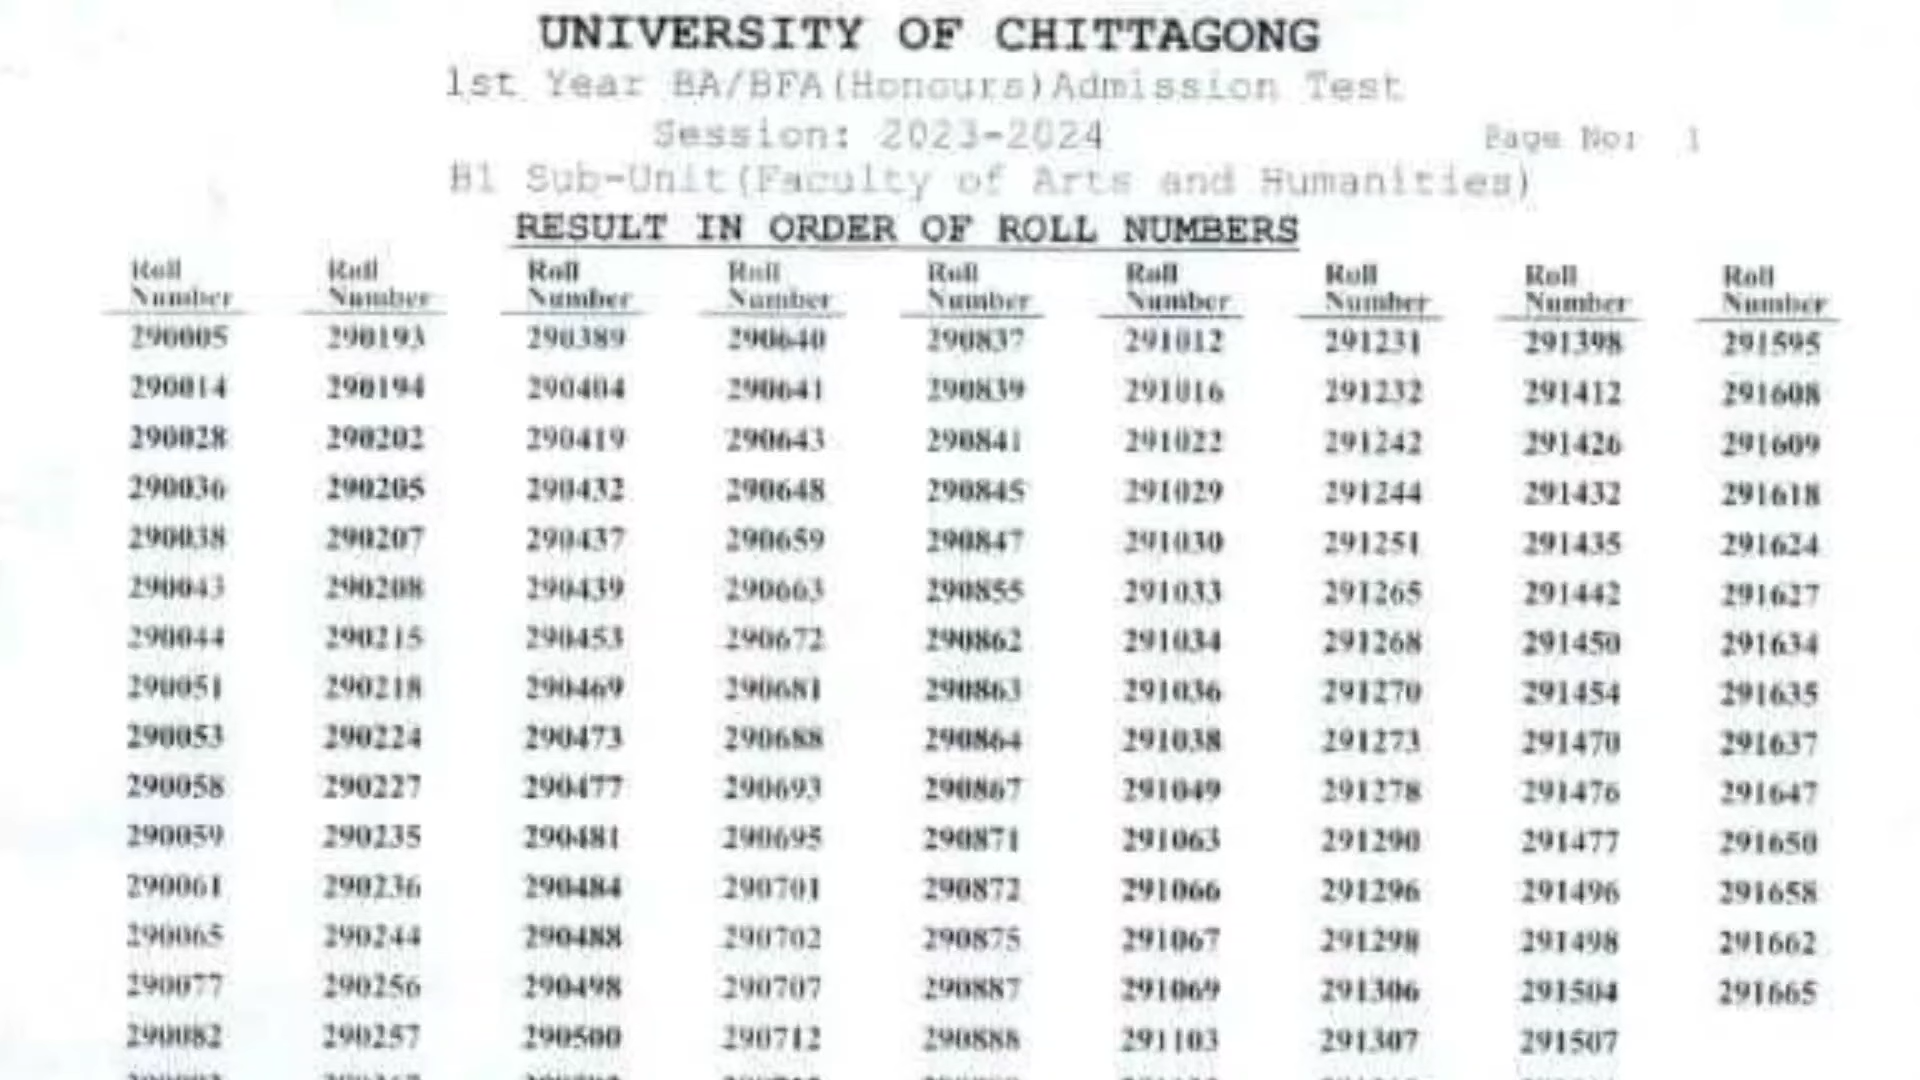 UNIVERSITY OF CHITTAGONG
1st Year BA/BFA(Honours)Admission Test
Session: 2023-2024 Page No: 1
B1 Sub-Unit(Faculty of Arts and Humanities)
RESULT IN ORDER OF ROLL NUMBERS
Roll Roll Roll Roll Roll Roll Roll Roll Roll
Number Number Number Number Number Number Number Number Number
290005 290193 290389 290640 290837 291012 291231 291398 291595
290014 290194 290404 290641 290839 291016 291232 291412 291608
290028 290202 290419 290643 290841 291022 291242 291426 291609
290036 290205 290432 290648 290845 291029 291244 291432 291618
290038 290207 290437 290659 290847 291030 291251 291435 291624
290043 290208 290439 290663 290855 291033 291265 291442 291627
290044 290215 290453 290672 290862 291034 291268 291450 291634
290051 290218 290469 290681 290863 291036 291270 291454 291635
290053 290224 290473 290688 290864 291038 291273 291470 291637
290058 290227 290477 290693 290867 291049 291278 291476 291647
290059 290235 290481 290695 290871 291063 291290 291477 291650
290061 290236 290484 290701 290872 291066 291296 291496 291658
290065 290244 290488 290702 290875 291067 291298 291498 291662
290077 290256 290498 290707 290887 291069 291306 291504 291665
290082 290257 290500 290712 290888 291103 291307 291507